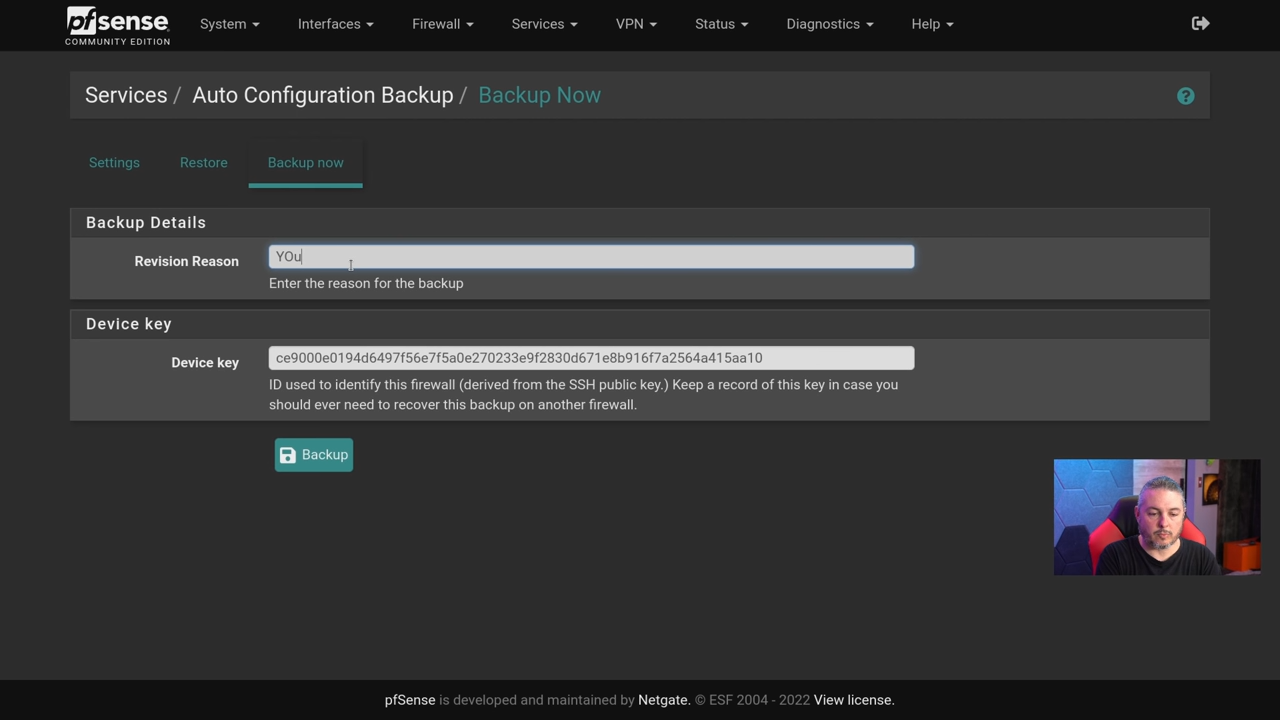 pfsense
COMMUNITY EDITION
System Interfaces Firewall Services VPN Status Diagnostics Help
Services / Auto Configuration Backup / Backup Now
?
Settings Restore Backup now
Backup Details
Revision Reason YOu
Enter the reason for the backup
Device key
Device key ce9000e0194d6497f56e7f5a0e270233e9f2830d671e8b916f7a2564a415aa10
ID used to identify this firewall (derived from the SSH public key.) Keep a record of this key in case you
should ever need to recover this backup on another firewall.
Backup
pfSense is developed and maintained by Netgate. © ESF 2004 - 2022 View license.